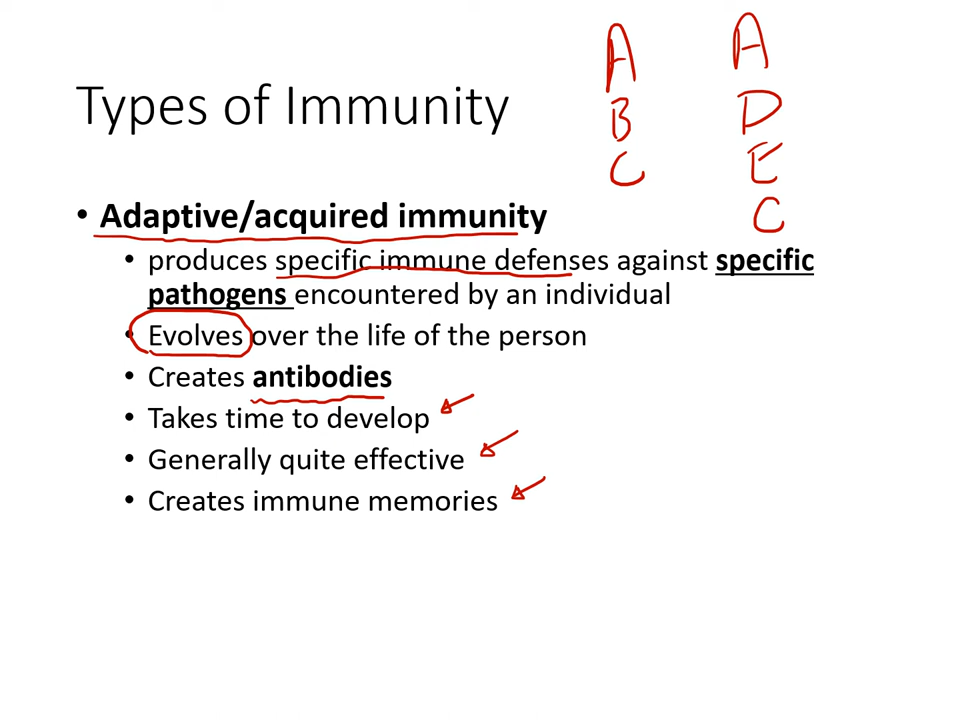 A A
B D
C E
C
Types of Immunity
• Adaptive/acquired immunity
• produces specific immune defenses against specific
pathogens encountered by an individual
• Evolves over the life of the person
• Creates antibodies
• Takes time to develop
• Generally quite effective
• Creates immune memories